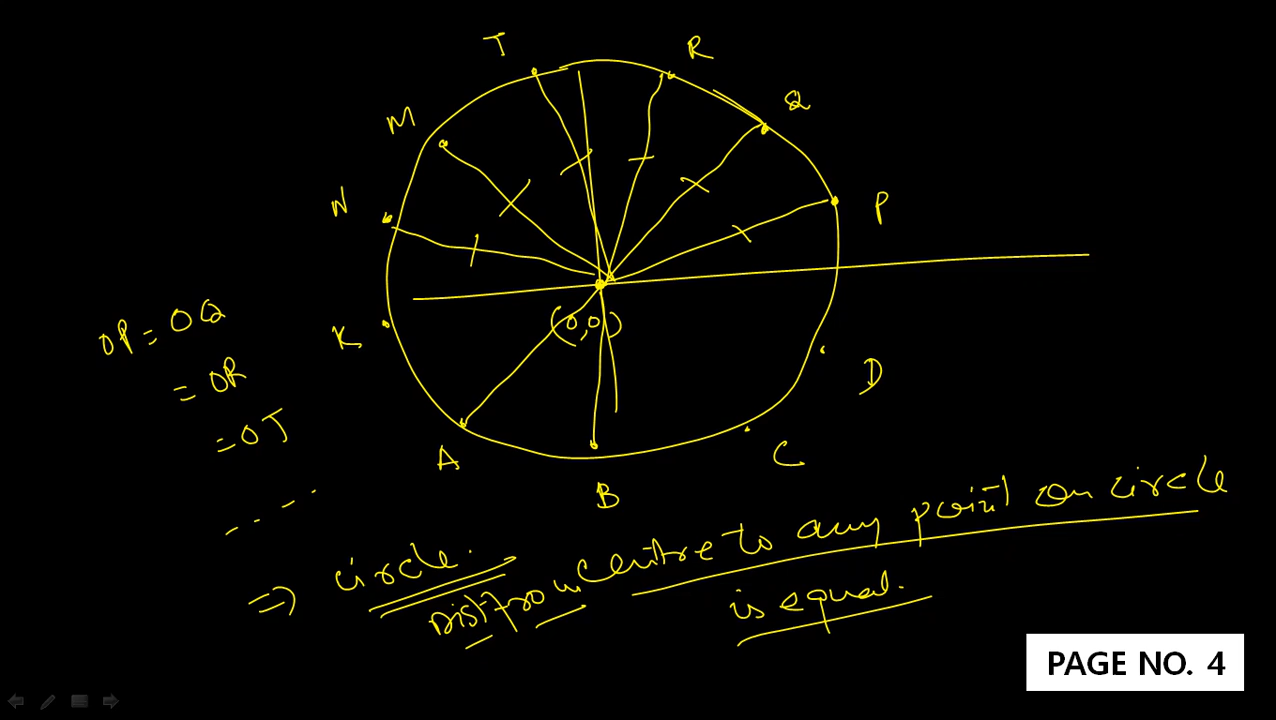 T
R
Q
M
N
P
(0,0)
OP = OQ
K
= OR
D
= OT
A
C
B
....
⇒ circle.
Dist from centre to any point on circle
is equal.
PAGE NO. 4